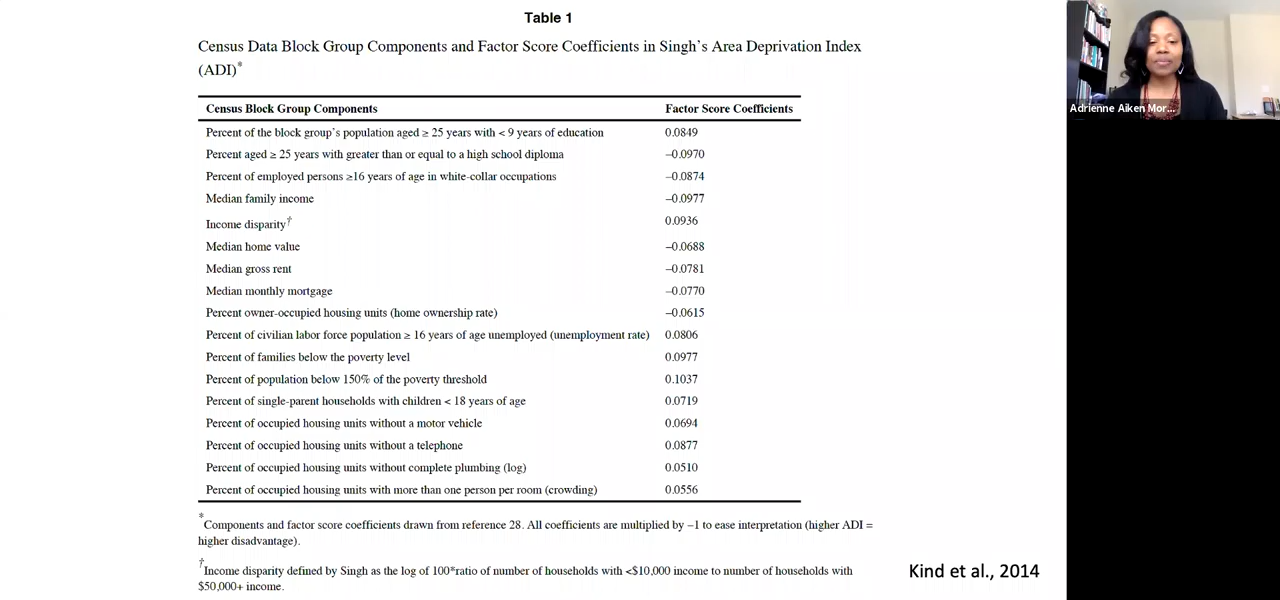 Table 1
Census Data Block Group Components and Factor Score Coefficients in Singh's Area Deprivation Index
(ADI)*
Census Block Group Components Factor Score Coefficients
Percent of the block group's population aged ≥ 25 years with < 9 years of education 0.0849
Percent aged ≥ 25 years with greater than or equal to a high school diploma –0.0970
Percent of employed persons ≥16 years of age in white-collar occupations –0.0874
Median family income –0.0977
Income disparity† 0.0936
Median home value –0.0688
Median gross rent –0.0781
Median monthly mortgage –0.0770
Percent owner-occupied housing units (home ownership rate) –0.0615
Percent of civilian labor force population ≥ 16 years of age unemployed (unemployment rate) 0.0806
Percent of families below the poverty level 0.0977
Percent of population below 150% of the poverty threshold 0.1037
Percent of single-parent households with children < 18 years of age 0.0719
Percent of occupied housing units without a motor vehicle 0.0694
Percent of occupied housing units without a telephone 0.0877
Percent of occupied housing units without complete plumbing (log) 0.0510
Percent of occupied housing units with more than one person per room (crowding) 0.0556
*Components and factor score coefficients drawn from reference 28. All coefficients are multiplied by –1 to ease interpretation (higher ADI =
higher disadvantage).
†Income disparity defined by Singh as the log of 100*ratio of number of households with <$10,000 income to number of households with
$50,000+ income.
Kind et al., 2014
Adrienne Aiken Mor...